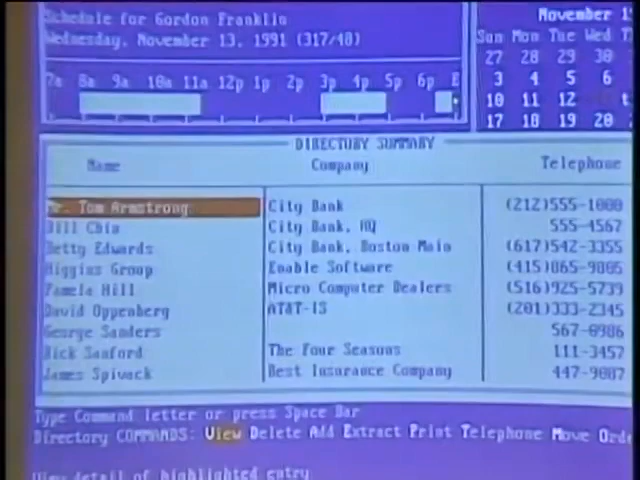 Schedule for Gordon Franklin
Wednesday, November 13, 1991 (317/48)
7a 8a 9a 10a 11a 12p 1p 2p 3p 4p 5p 6p E
November
Sun Mon Tue Wed
27 28 29 30
3 4 5 6
10 11 12
17 18 19 20
DIRECTORY SUMMARY
Name Company Telephone
Mr. Tom Armstrong City Bank (212)555-1000
Bill Chin City Bank, HQ 555-4567
Betty Edwards City Bank, Boston Main (617)542-3355
Higgins Group Enable Software (415)865-9805
Pamela Hill Micro Computer Dealers (516)925-5739
David Oppenberg AT&T-IS (201)333-2345
George Sanders 567-8986
Rick Sanford The Four Seasons 111-3457
James Spivack Best Insurance Company 447-9887
Type Command letter or press Space Bar
Directory COMMANDS: View Delete Add Extract Print Telephone Move
View detail of highlighted entry